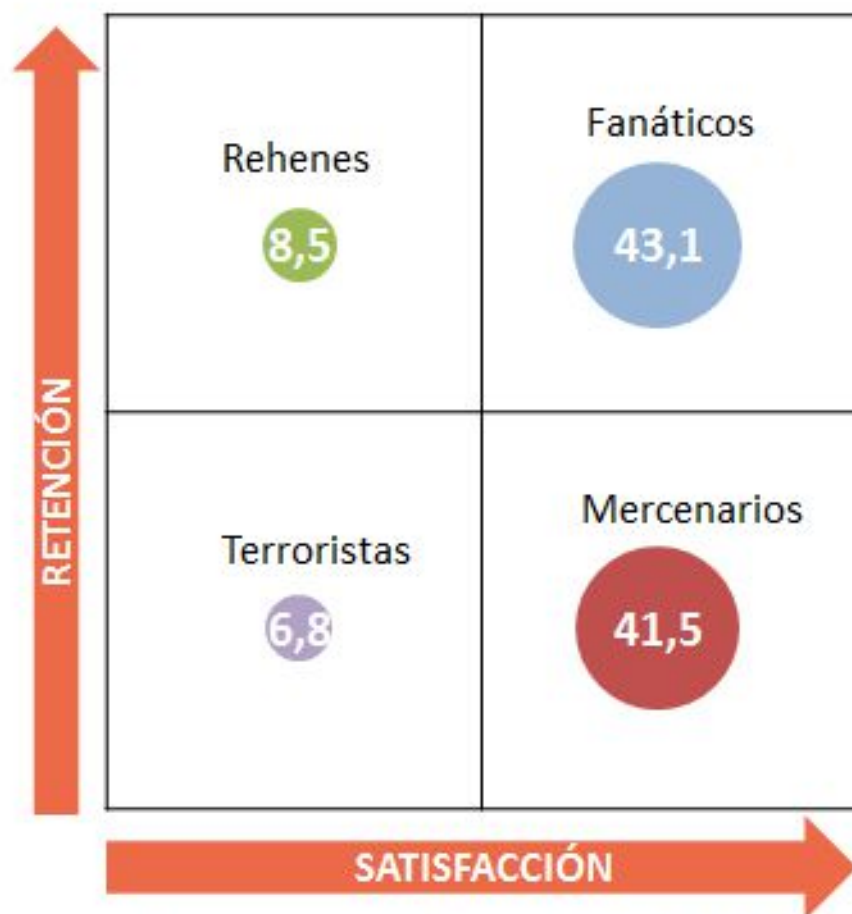 Rehenes
8,5
Fanáticos
43,1
Terroristas
6,8
Mercenarios
41,5
RETENCIÓN
SATISFACCIÓN